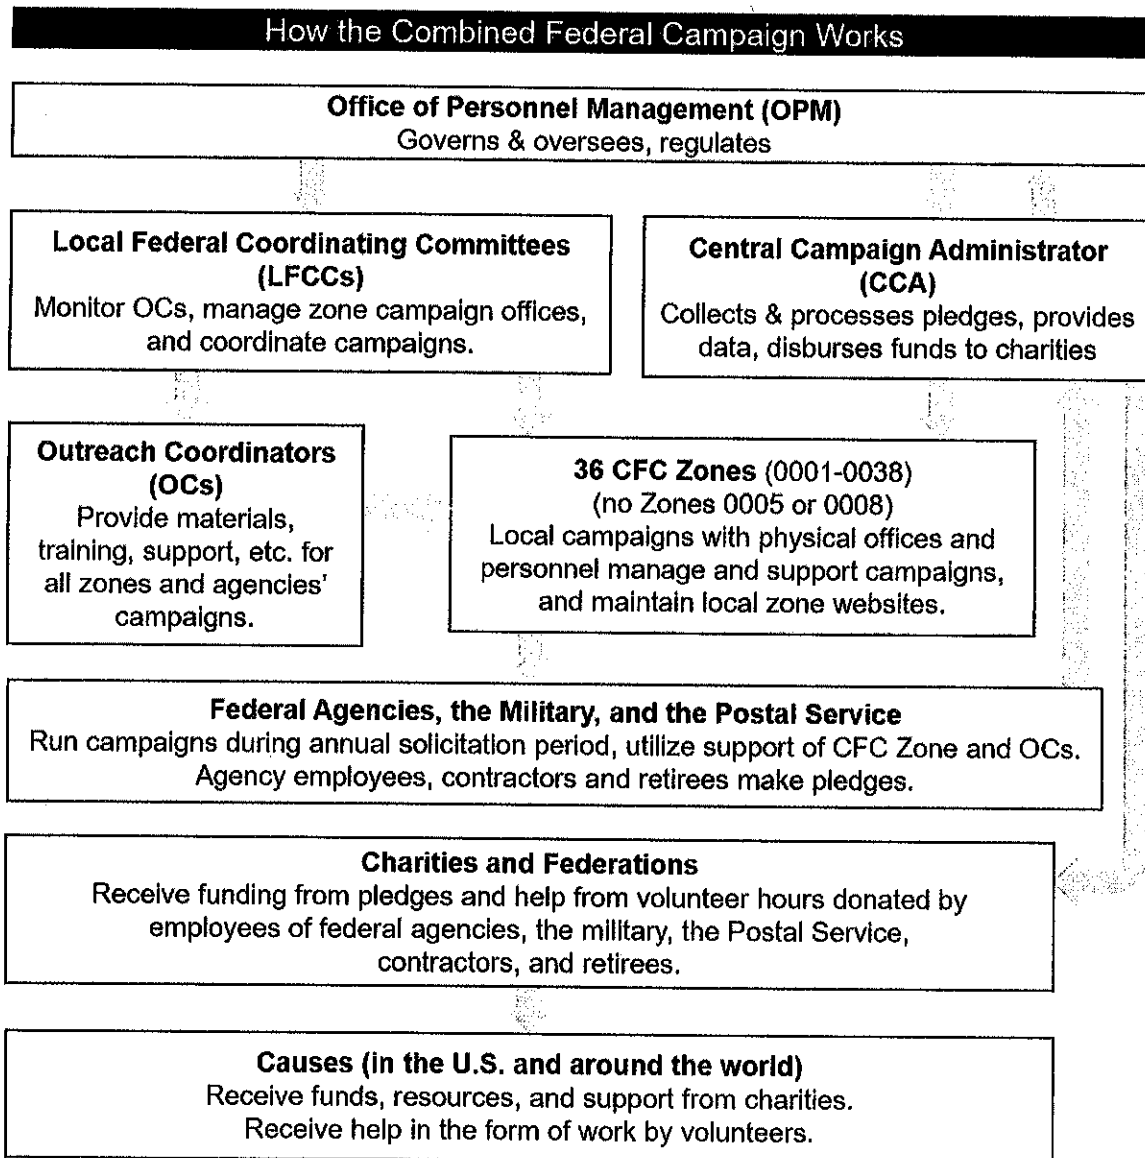 How the Combined Federal Campaign Works
Office of Personnel Management (OPM)
Governs & oversees, regulates
Local Federal Coordinating Committees
(LFCCs)
Monitor OCs, manage zone campaign offices,
and coordinate campaigns.
Central Campaign Administrator
(CCA)
Collects & processes pledges, provides
data, disburses funds to charities
Outreach Coordinators
(OCs)
Provide materials,
training, support, etc. for
all zones and agencies'
campaigns.
36 CFC Zones (0001-0038)
(no Zones 0005 or 0008)
Local campaigns with physical offices and
personnel manage and support campaigns,
and maintain local zone websites.
Federal Agencies, the Military, and the Postal Service
Run campaigns during annual solicitation period, utilize support of CFC Zone and OCs.
Agency employees, contractors and retirees make pledges.
Charities and Federations
Receive funding from pledges and help from volunteer hours donated by
employees of federal agencies, the military, the Postal Service,
contractors, and retirees.
Causes (in the U.S. and around the world)
Receive funds, resources, and support from charities.
Receive help in the form of work by volunteers.